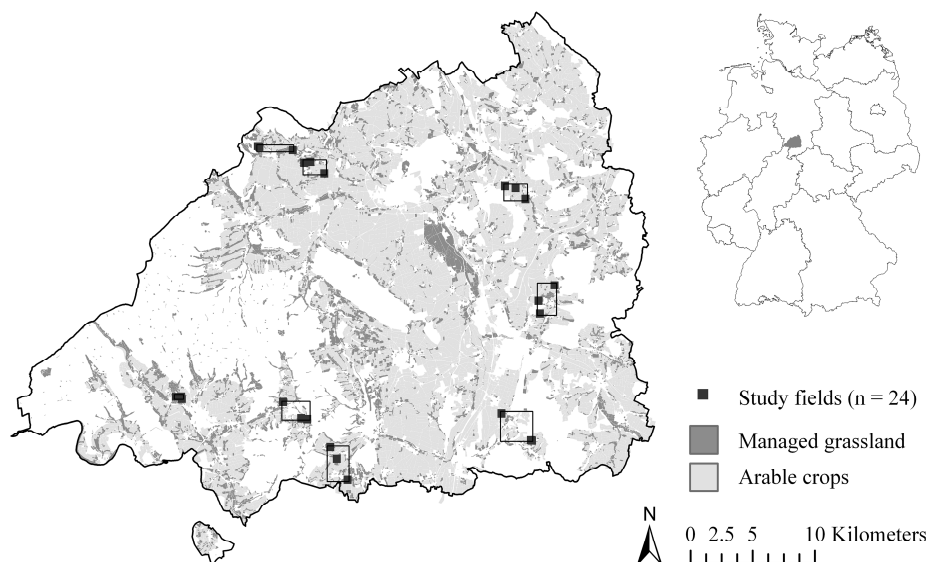 Study fields (n = 24)
Managed grassland
Arable crops
N
0 2.5 5 10 Kilometers